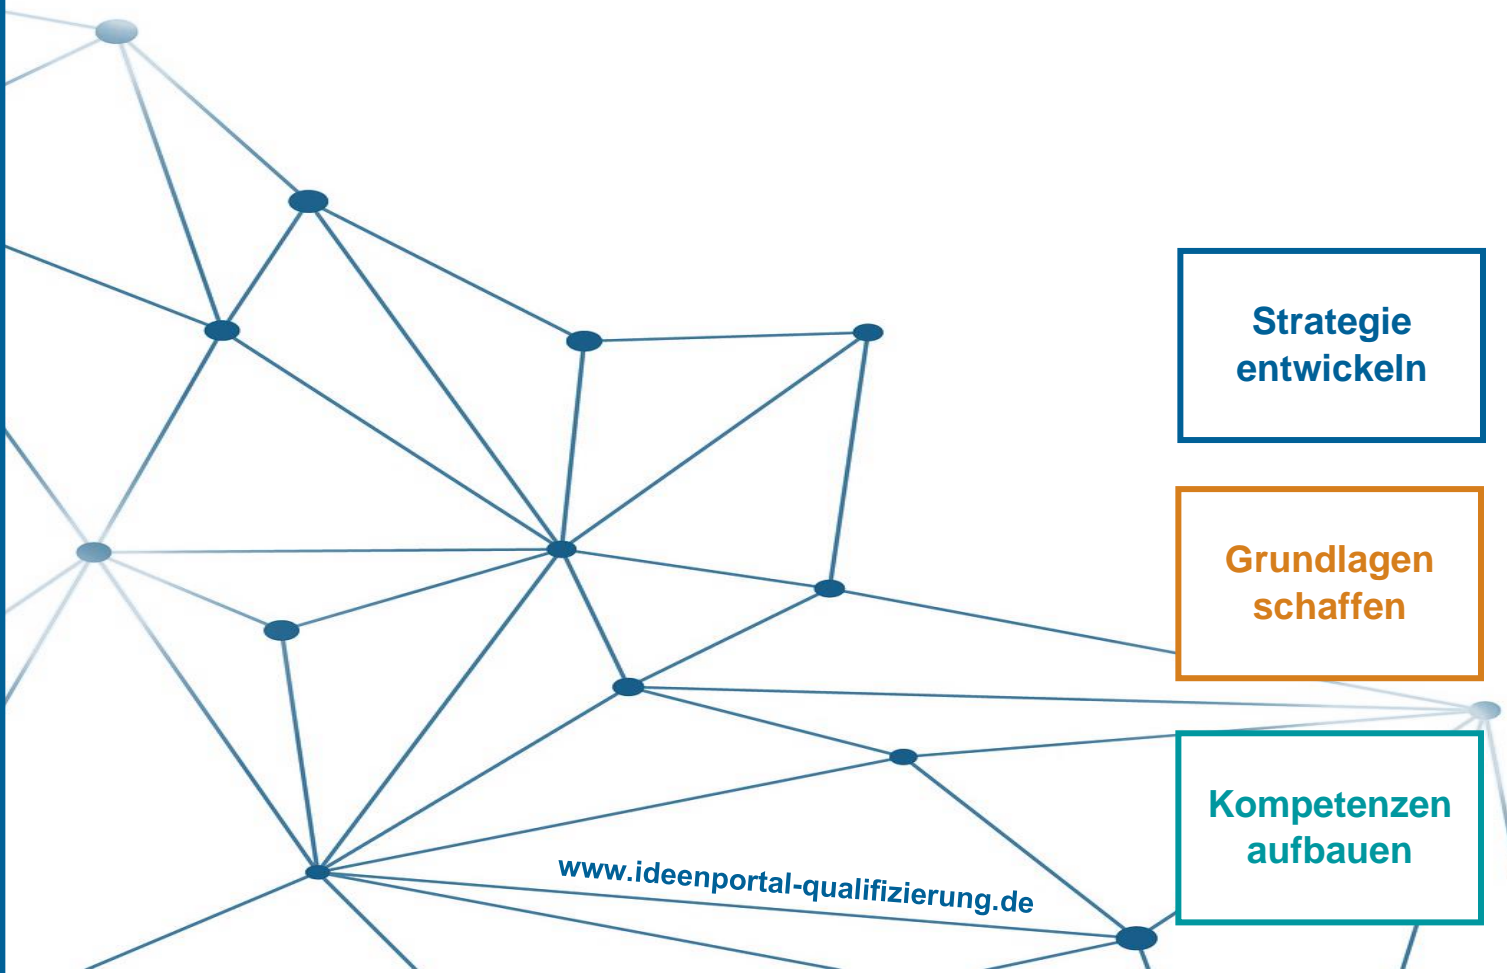 Strategie
entwickeln
Grundlagen
schaffen
Kompetenzen
aufbauen
www.ideenportal-qualifizierung.de